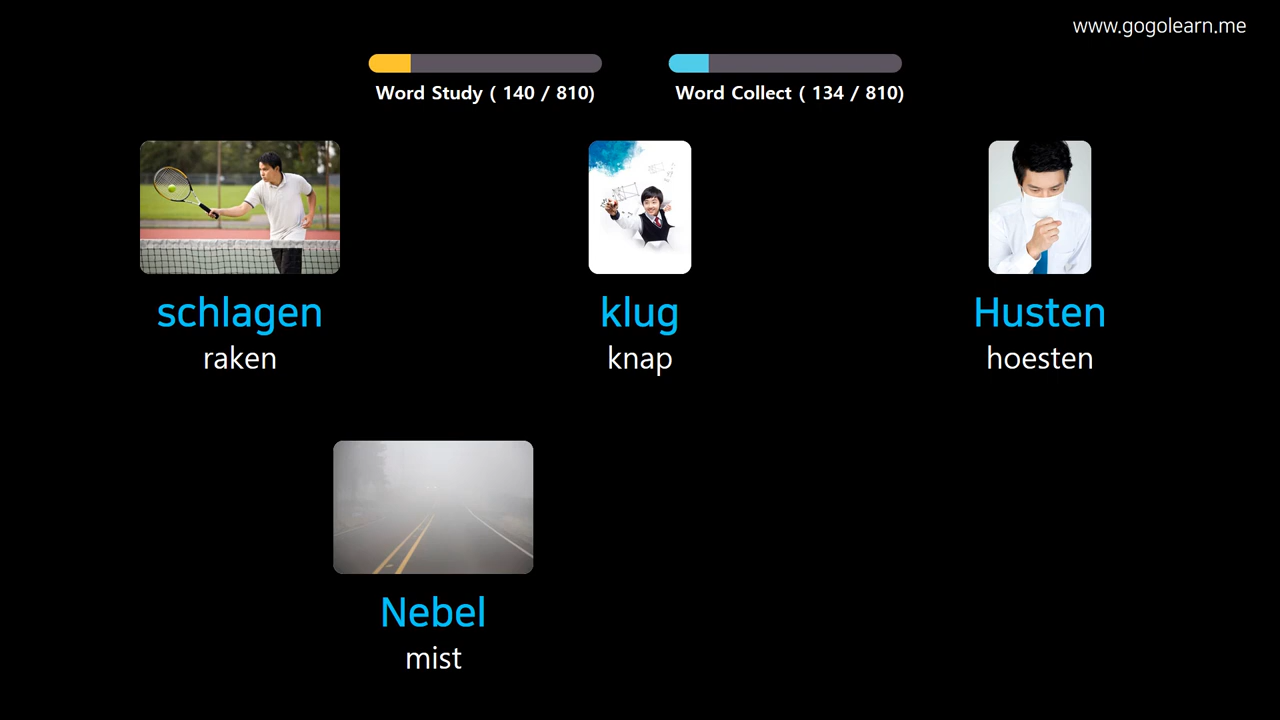 www.gogolearn.me
Word Study ( 140 / 810)
Word Collect ( 134 / 810)
schlagen
raken
klug
knap
Husten
hoesten
Nebel
mist